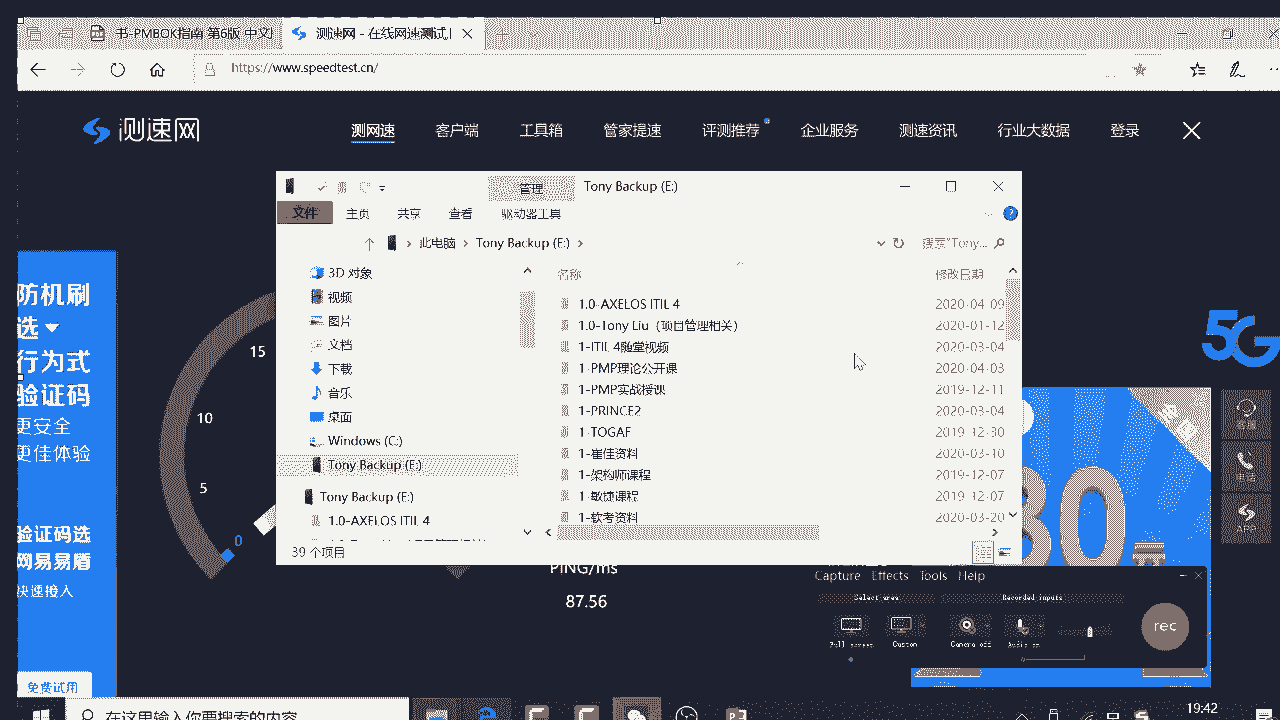 书-PMBOK指南 第6版 中文
测速网 - 在线网速测试,
https://www.speedtest.cn/
测速网
测网速
客户端
工具箱
管家提速
评测推荐
企业服务
测速资讯
行业大数据
登录
管理
Tony Backup (E:)
文件
主页
共享
查看
驱动器工具
此电脑
Tony Backup (E:)
搜索"Tony...
3D 对象
视频
图片
文档
下载
音乐
桌面
Windows (C:)
Tony Backup (E:)
Tony Backup (E:)
1.0-AXELOS ITIL 4
名称
修改日期
1.0-AXELOS ITIL 4
2020-04-09
1.0-Tony Liu（项目管理相关）
2020-01-12
1-ITIL 4随堂视频
2020-03-04
1-PMP理论公开课
2020-04-03
1-PMP实战授课
2019-12-11
1-PRINCE2
2020-03-04
1-TOGAF
2019-12-30
1-崔佳资料
2020-03-10
1-架构师课程
2019-12-07
1-敏捷课程
2019-12-07
1-软考资料
2020-03-20
39 个项目
防机刷
选
行为式
验证码
更安全
更佳体验
验证码选
网易易盾
快速接入
免费试用
15
10
5
0
PING/ms
87.56
5G
30
电话
APP
Capture Effects Tools Help
Select area
Recorded inputs
Full screen
Custom
Camera off
Audio on
rec
在这里输入你要搜索的内容
19:42